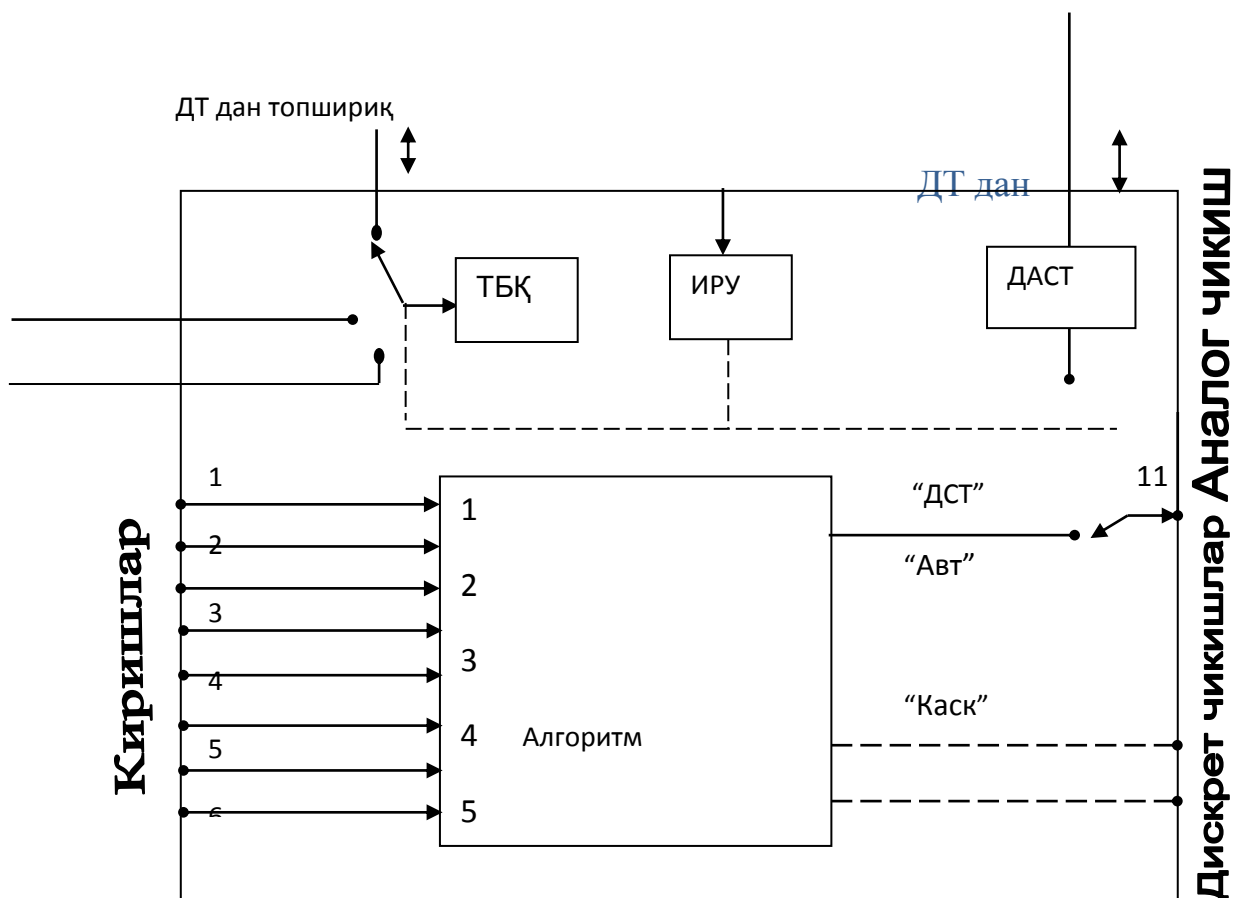 ДТ дан топшириқ
ДТ дан
ТБҚ
ИРУ
ДАСТ
Аналог чикиш
Дискрет чикишлар
Киришлар
1
2
3
4
5
1
2
3
4
5
Алгоритм
“ДСТ”
11
“Авт”
“Каск”